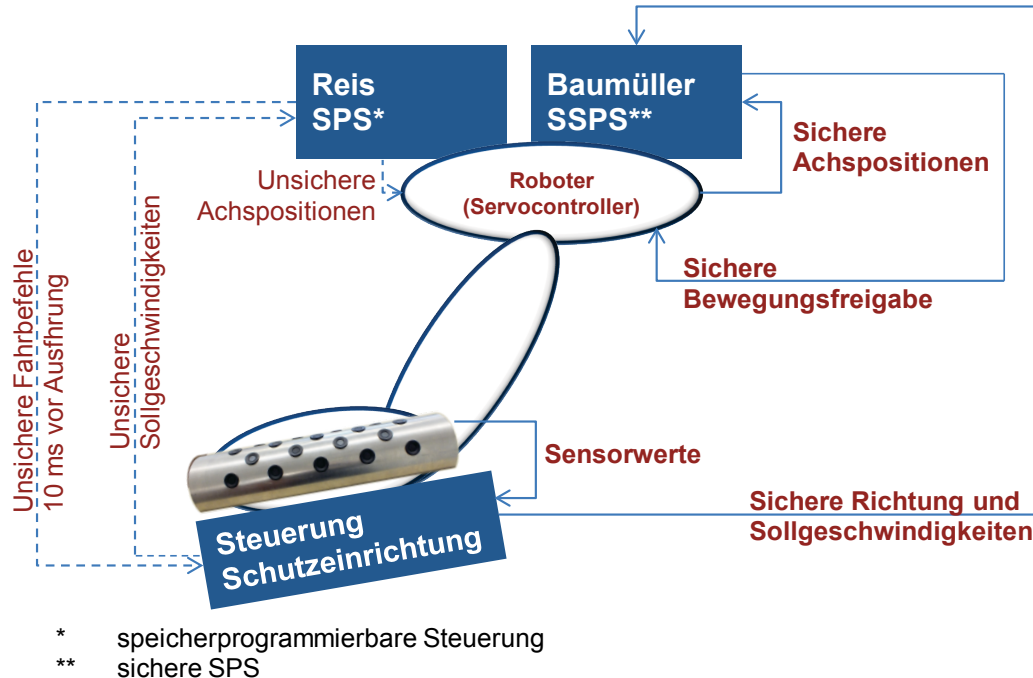 Reis
SPS*
Baumüller
SSPS**
Sichere
Achspositionen
Unsichere
Achspositionen
Roboter
(Servocontroller)
Sichere
Bewegungsfreigabe
Unsichere Fahrbefehle
10 ms vor Ausfhrung
Unsichere
Sollgeschwindigkeiten
Sensorwerte
Sichere Richtung und
Sollgeschwindigkeiten
Steuerung
Schutzeinrichtung
* speicherprogrammierbare Steuerung
** sichere SPS